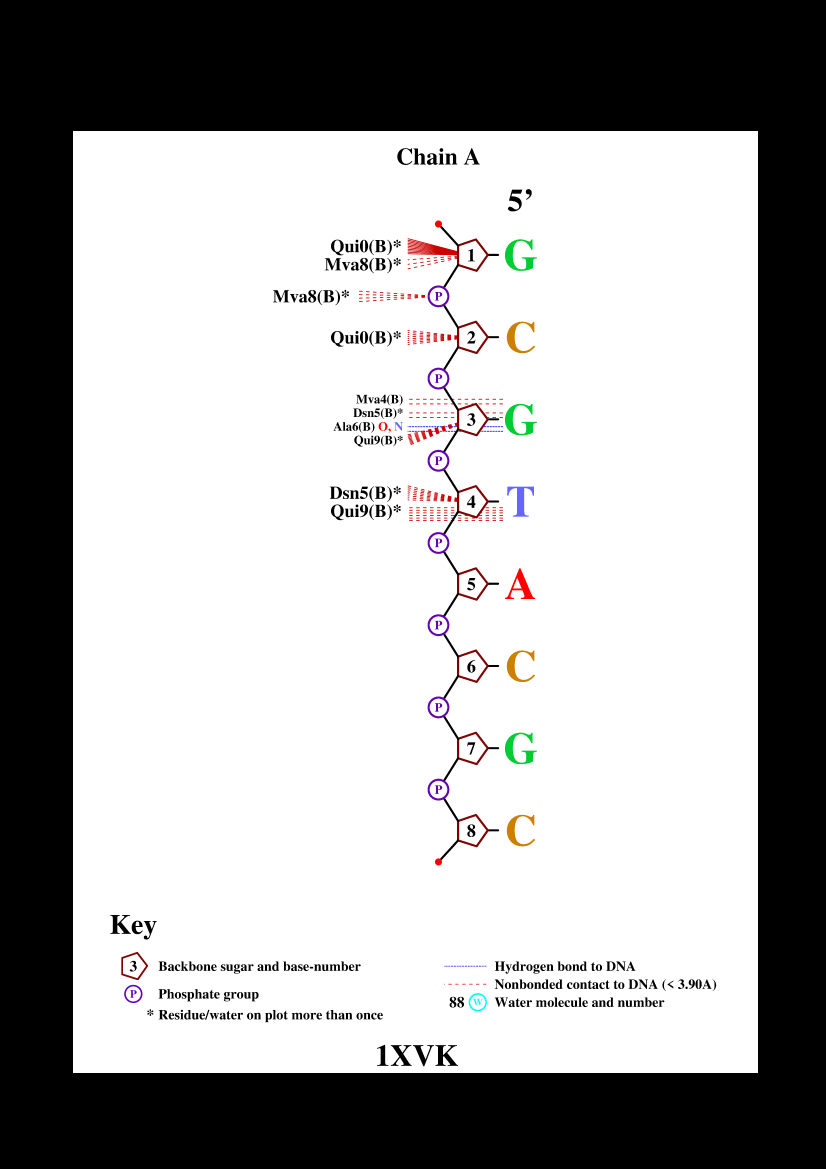 Chain A
5’
Qui0(B)*
Mva8(B)*
1 G
Mva8(B)* P
Qui0(B)* 2 C
P
Mva4(B)
Dsn5(B)*
3 G
Ala6(B) O, N
Qui9(B)*
P
Dsn5(B)*
4 T
Qui9(B)*
P
5 A
P
6 C
P
7 G
P
8 C
Key
3 Backbone sugar and base-number
P Phosphate group
* Residue/water on plot more than once
Hydrogen bond to DNA
Nonbonded contact to DNA (< 3.90A)
88 W Water molecule and number
1XVK